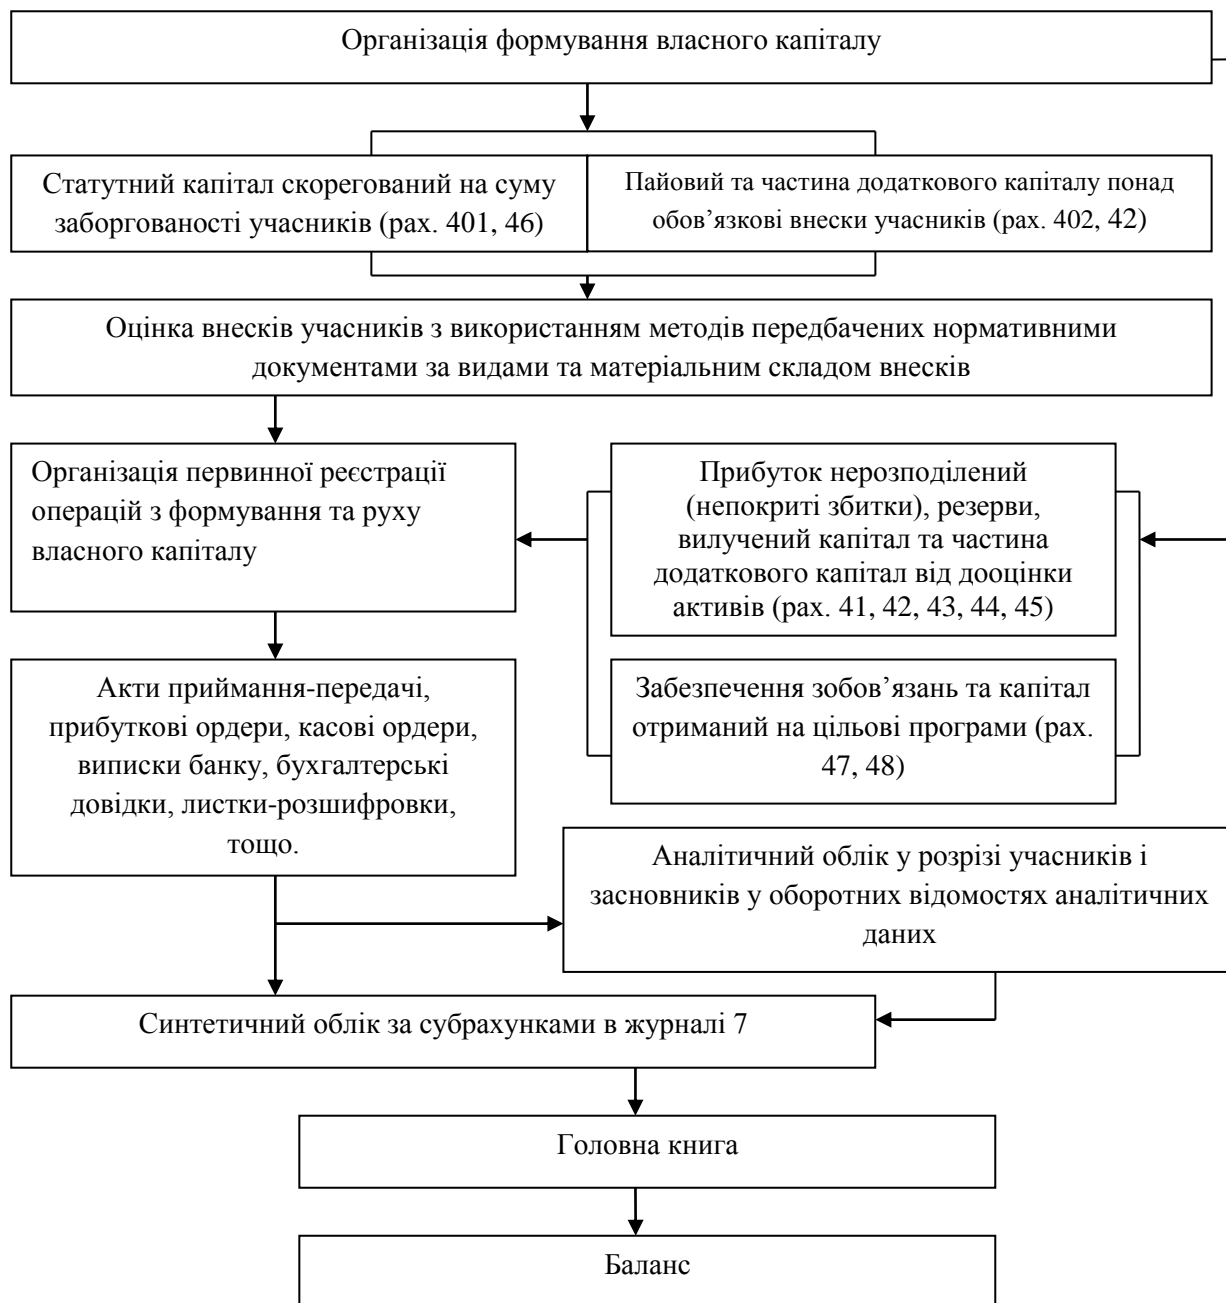 Організація формування власного капіталу
Статутний капітал скорегований на суму
заборгованості учасників (рах. 401, 46)
Пайовий та частина додаткового капіталу понад
обов’язкові внески учасників (рах. 402, 42)
Оцінка внесків учасників з використанням методів передбачених нормативними
документами за видами та матеріальним складом внесків
Організація первинної реєстрації
операцій з формування та руху
власного капіталу
Прибуток нерозподілений
(непокриті збитки), резерви,
вилучений капітал та частина
додаткового капітал від дооцінки
активів (рах. 41, 42, 43, 44, 45)
Акти приймання-передачі,
прибуткові ордери, касові ордери,
виписки банку, бухгалтерські
довідки, листки-розшифровки,
тощо.
Забезпечення зобов’язань та капітал
отриманий на цільові програми (рах.
47, 48)
Аналітичний облік у розрізі учасників і
засновників у оборотних відомостях аналітичних
даних
Синтетичний облік за субрахунками в журналі 7
Головна книга
Баланс